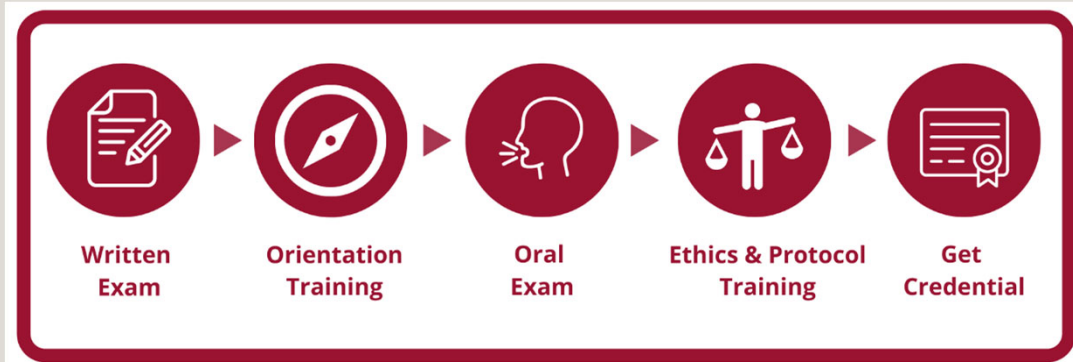 Written
Exam
Orientation
Training
Oral
Exam
Ethics & Protocol
Training
Get
Credential